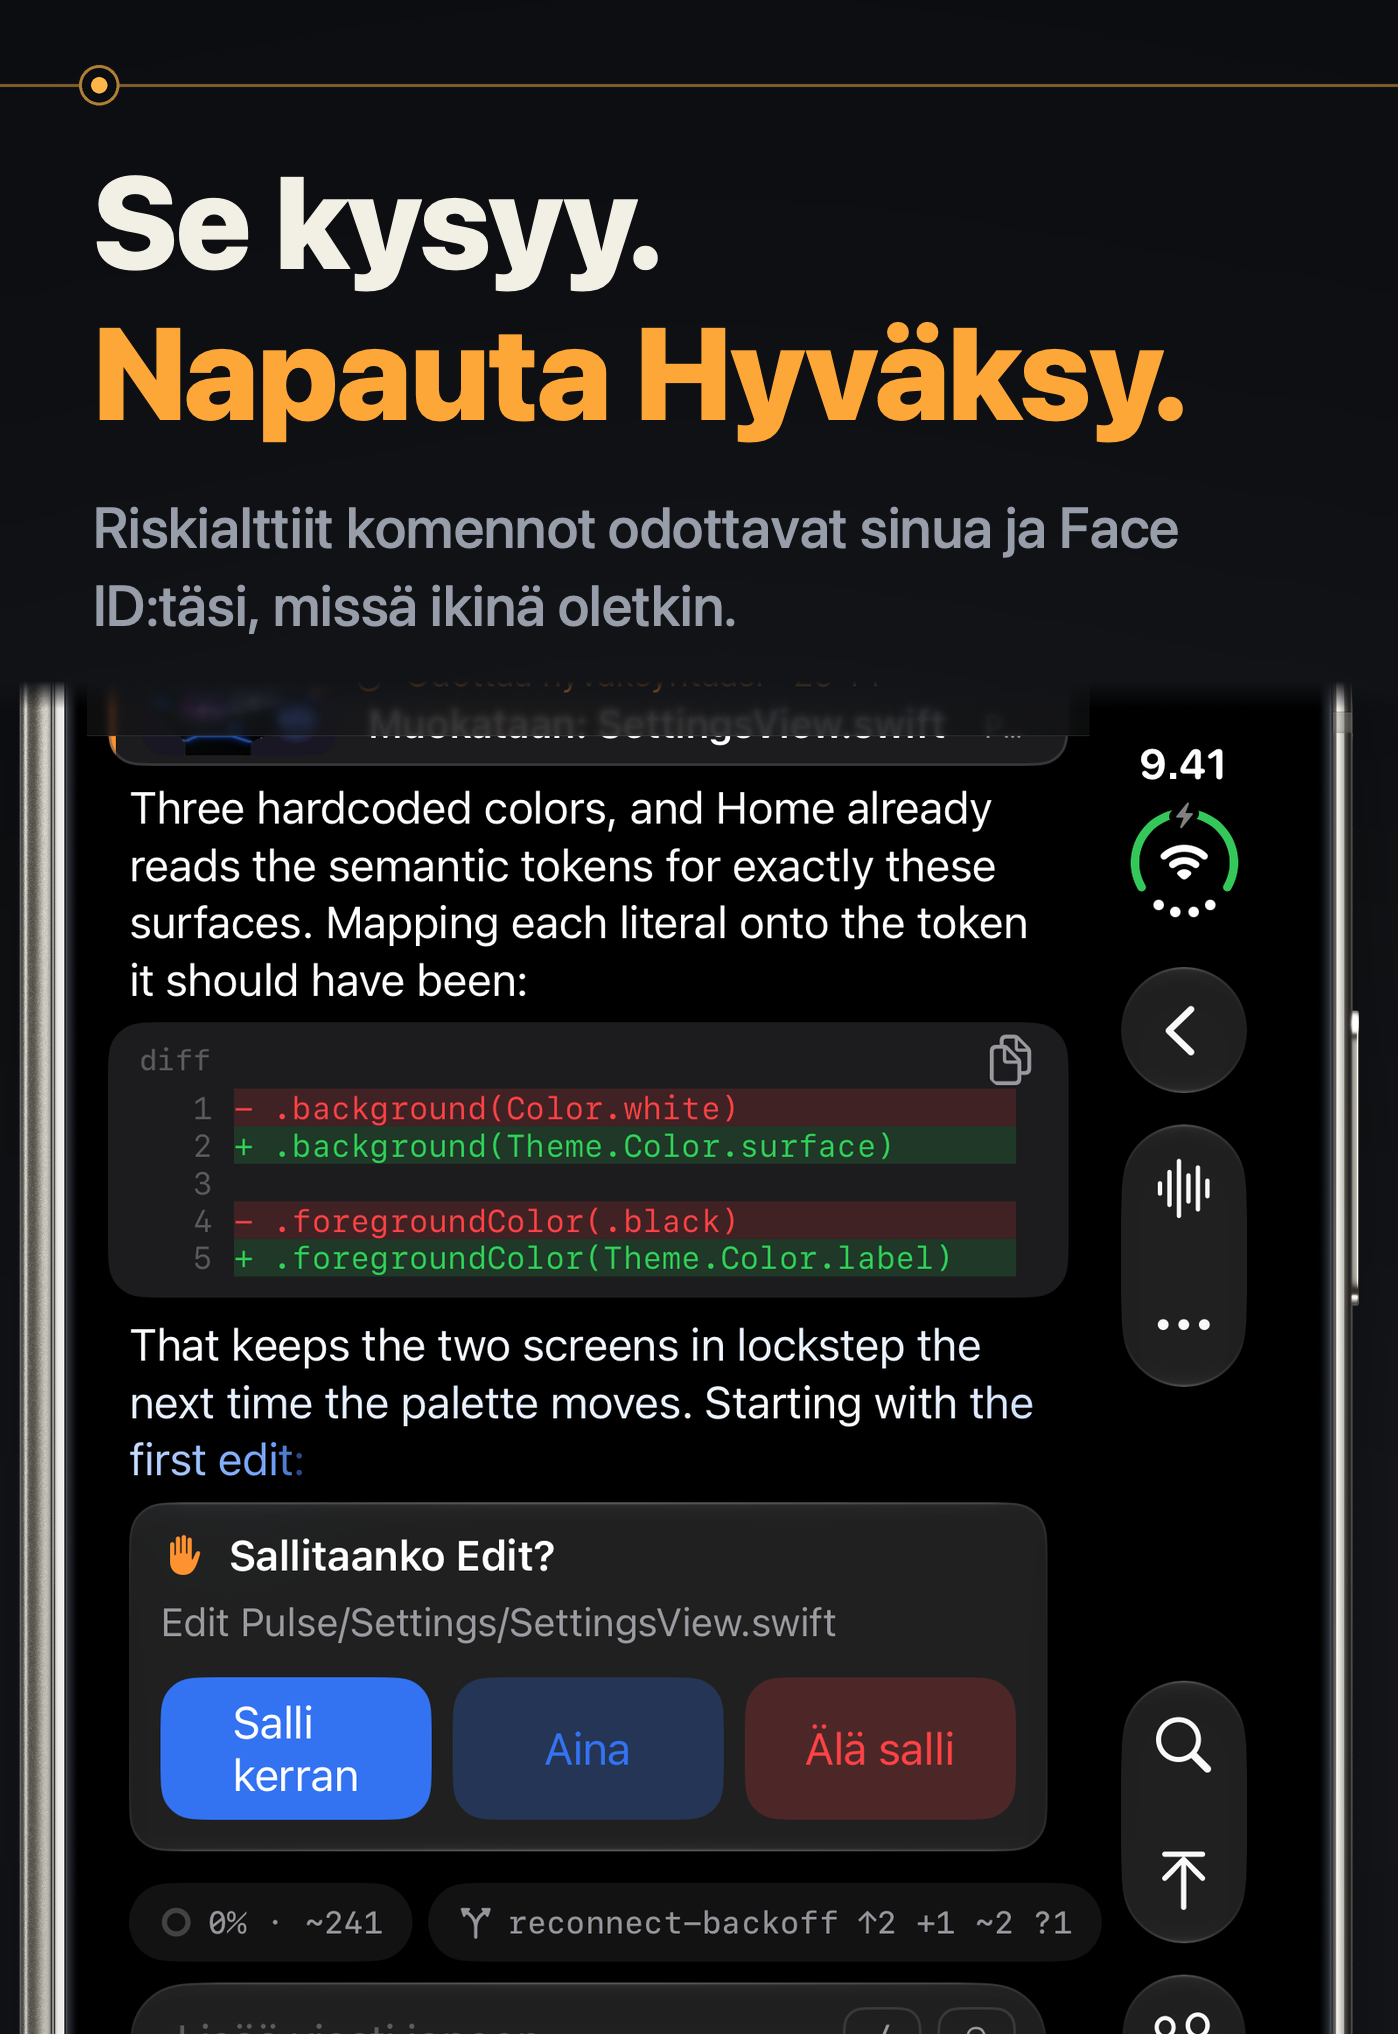 Se kysyy.
Napauta Hyväksy.
Riskialttiit komennot odottavat sinua ja Face
ID:täsi, missä ikinä oletkin.
Muokataan: SettingsView.swift
9.41
Three hardcoded colors, and Home already
reads the semantic tokens for exactly these
surfaces. Mapping each literal onto the token
it should have been:
diff
1 − .background(Color.white)
2 + .background(Theme.Color.surface)
3
4 − .foregroundColor(.black)
5 + .foregroundColor(Theme.Color.label)
That keeps the two screens in lockstep the
next time the palette moves. Starting with the
first edit:
Sallitaanko Edit?
Edit Pulse/Settings/SettingsView.swift
Salli
kerran
Aina
Älä salli
0% · ~241
reconnect-backoff ↑2 +1 ~2 ?1